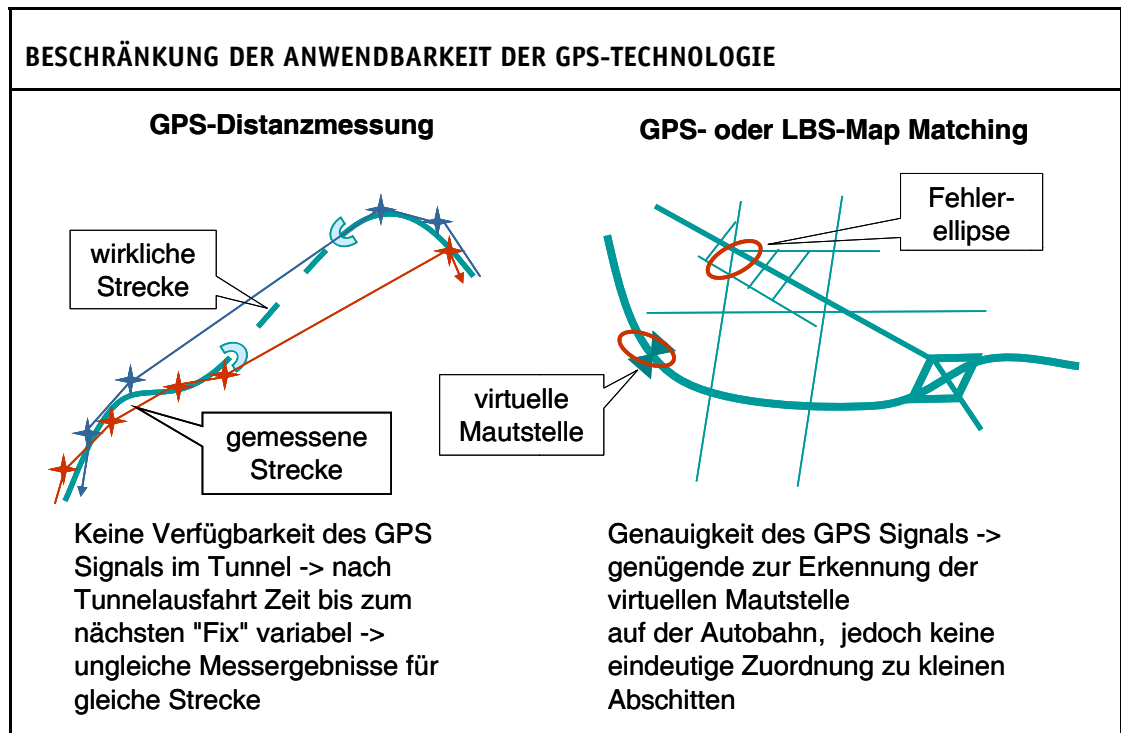 BESCHRÄNKUNG DER ANWENDBARKEIT DER GPS-TECHNOLOGIE
GPS-Distanzmessung
wirkliche
Strecke
gemessene
Strecke
Keine Verfügbarkeit des GPS
Signals im Tunnel -> nach
Tunnelausfahrt Zeit bis zum
nächsten "Fix" variabel ->
ungleiche Messergebnisse für
gleiche Strecke
GPS- oder LBS-Map Matching
Fehler-
ellipse
virtuelle
Mautstelle
Genauigkeit des GPS Signals ->
genügende zur Erkennung der
virtuellen Mautstelle
auf der Autobahn, jedoch keine
eindeutige Zuordnung zu kleinen
Abschitten